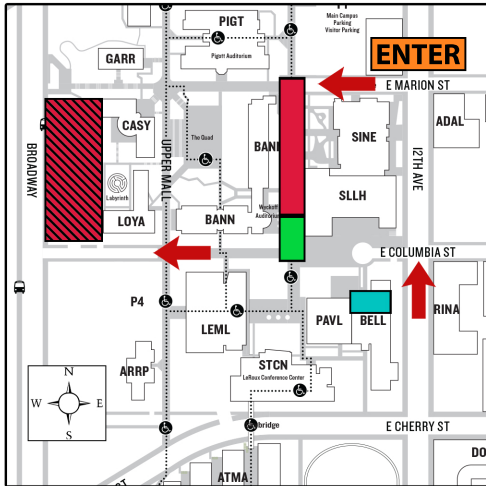 PIGT
Pigott Auditorium
Main Campus
Parking
Visitor Parking
ENTER
GARR
E MARION ST
CASY
The Quad
BANN
SINE
ADAL
BROADWAY
UPPER MALL
12TH AVE
Labyrinth
SLLH
LOYA
BANN
Wyckoff
Auditorium
E COLUMBIA ST
P4
LEML
PAVL
BELL
RINA
ARRP
STCN
LeRoux Conference Center
N
W
E
S
bridge
E CHERRY ST
ATMA
DO